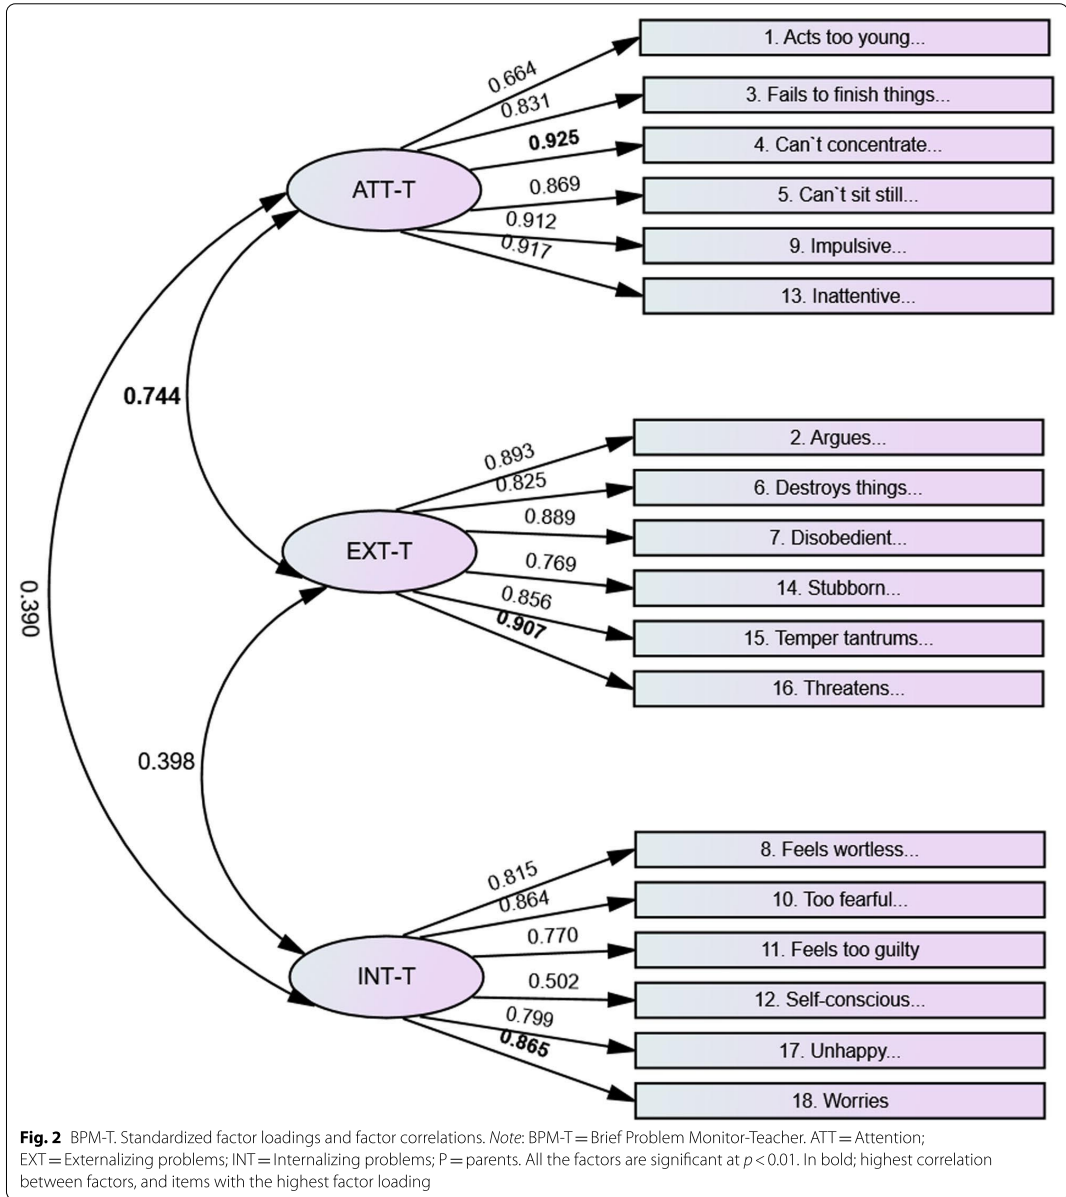 0.664
1. Acts too young...
0.831
3. Fails to finish things...
0.925
4. Can`t concentrate...
ATT-T
0.869
5. Can`t sit still...
0.912
9. Impulsive...
0.917
13. Inattentive...
0.744
0.893
2. Argues...
0.825
6. Destroys things...
0.889
7. Disobedient...
EXT-T
0.769
14. Stubborn...
0.856
15. Temper tantrums...
0.907
16. Threatens...
0.390
0.398
0.815
8. Feels wortless...
0.864
10. Too fearful...
0.770
11. Feels too guilty
INT-T
0.502
12. Self-conscious...
0.799
17. Unhappy...
0.865
18. Worries
Fig. 2 BPM-T. Standardized factor loadings and factor correlations. Note: BPM-T = Brief Problem Monitor-Teacher. ATT = Attention;
EXT = Externalizing problems; INT = Internalizing problems; P = parents. All the factors are significant at p < 0.01. In bold; highest correlation
between factors, and items with the highest factor loading